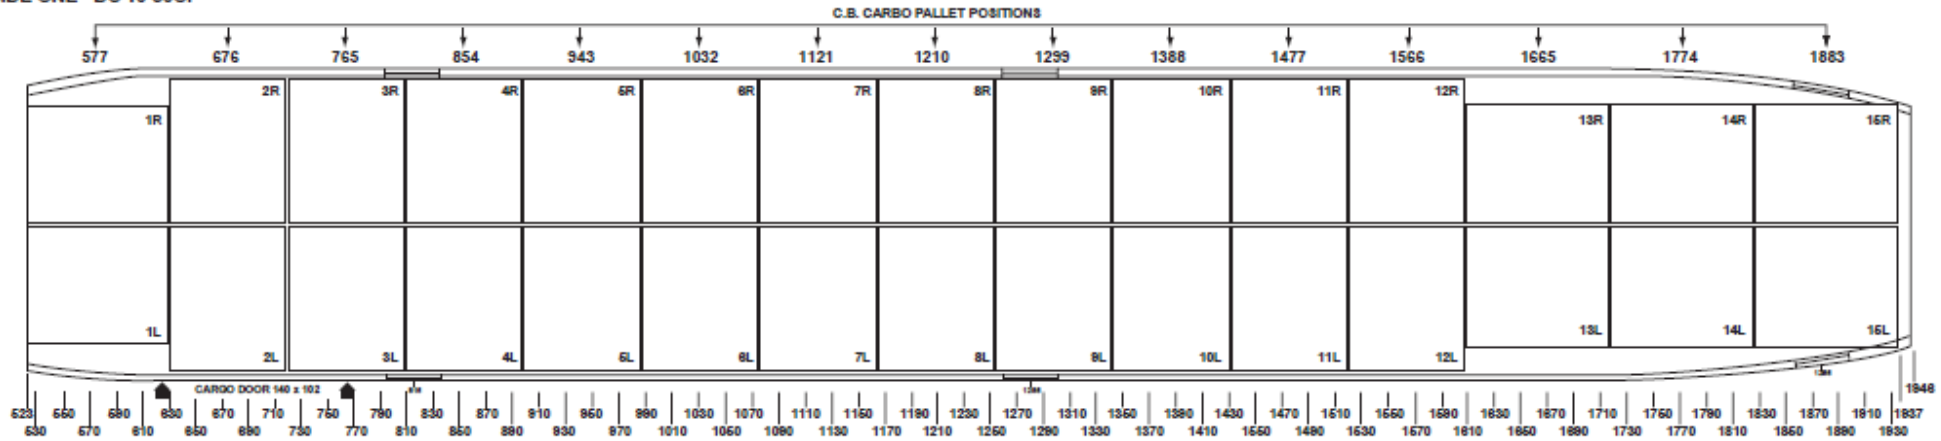 C.B. CARBO PALLET POSITIONS
577 676 765 854 943 1032 1121 1210 1299 1388 1477 1566 1665 1774 1883
2R 3R 4R 5R 6R 7R 8R 9R 10R 11R 12R
1R 13R 14R 15R
1L 13L 14L 15L
2L 3L 4L 5L 6L 7L 8L 9L 10L 11L 12L
CARGO DOOR 140 x 102
1946
523 550 590 630 670 710 750 790 830 870 910 950 990 1030 1070 1110 1150 1190 1230 1270 1310 1350 1390 1430 1470 1510 1550 1590 1630 1670 1710 1750 1790 1830 1870 1910 1937
530 570 610 650 690 730 770 810 850 890 930 970 1010 1050 1090 1130 1170 1210 1250 1290 1330 1370 1410 1450 1490 1530 1570 1610 1650 1690 1730 1770 1810 1850 1890 1930